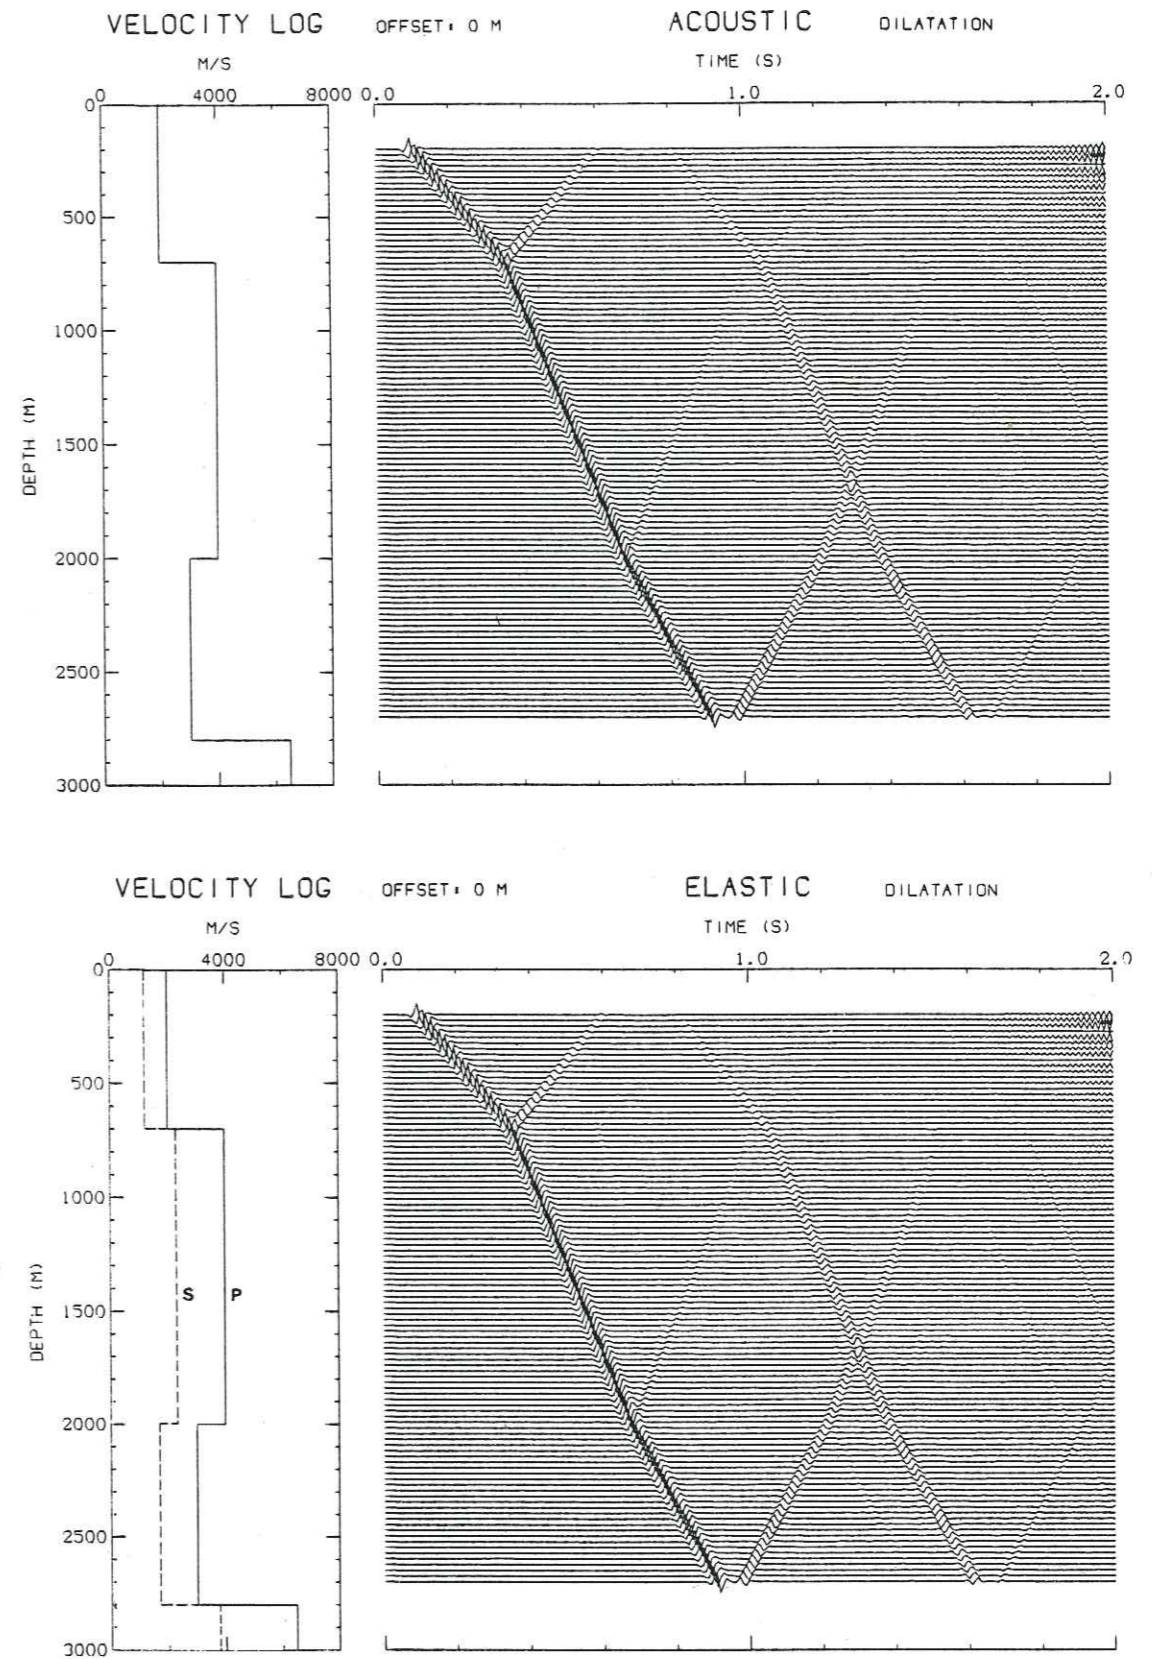 VELOCITY LOG OFFSET: 0 M ACOUSTIC DILATATION
M/S TIME (S)
0 4000 8000 0.0 1.0 2.0
0
500
1000
1500
2000
2500
3000
DEPTH (M)
VELOCITY LOG OFFSET: 0 M ELASTIC DILATATION
M/S TIME (S)
0 4000 8000 0.0 1.0 2.0
0
500
1000
S P
1500
2000
2500
3000
DEPTH (M)